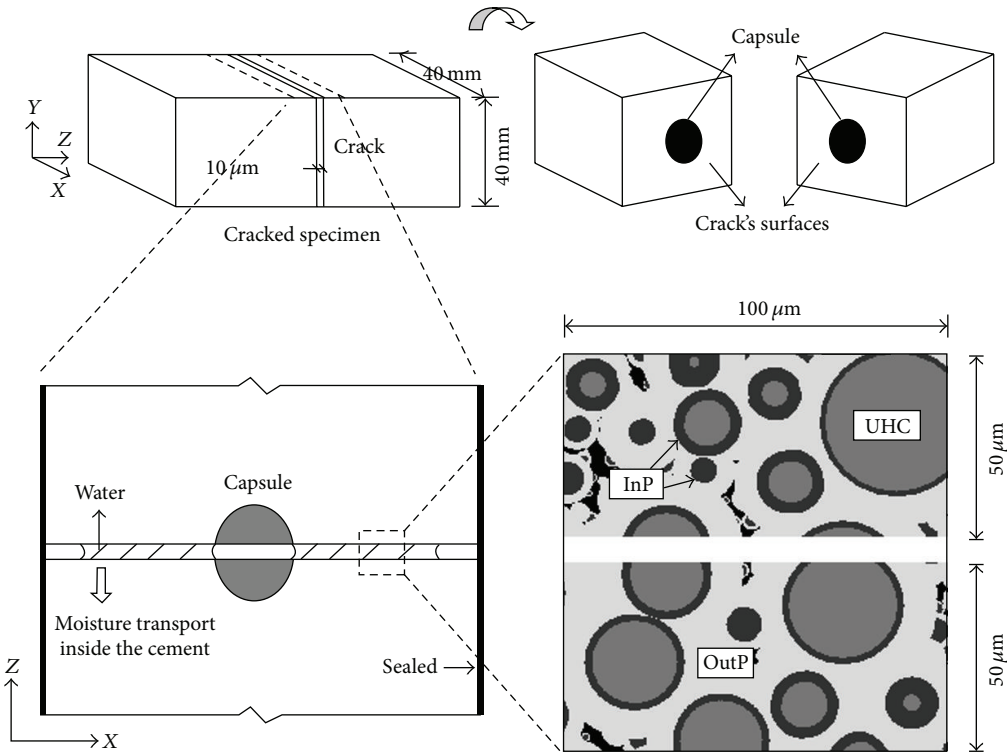 40 mm
Y
Z
X
Crack
10 μm
40 mm
Cracked specimen
Capsule
Crack's surfaces
100 μm
Water
Capsule
Moisture transport
inside the cement
Sealed
Z
X
UHC
InP
OutP
50 μm
50 μm